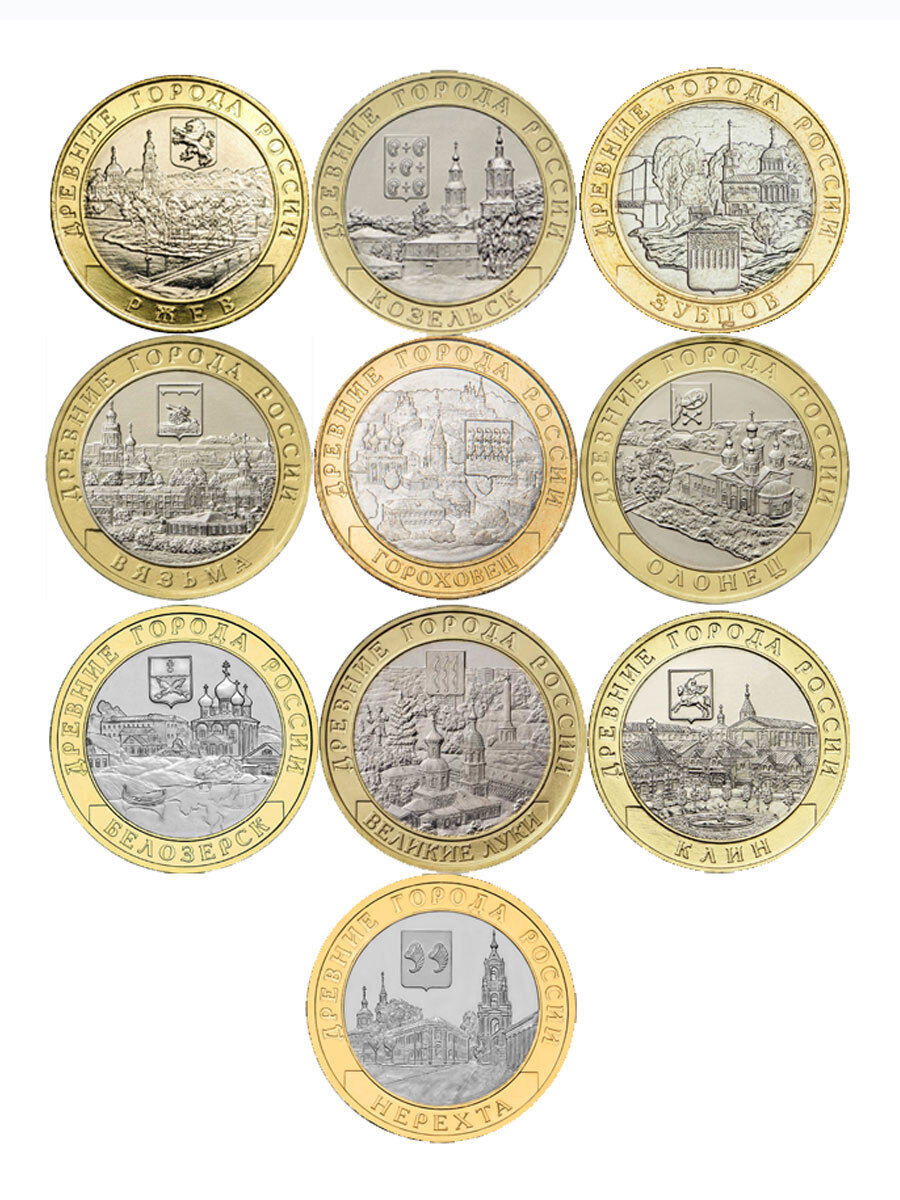 ДРЕВНИЕ ГОРОДА РОССИИ
РЖЕВ
ДРЕВНИЕ ГОРОДА РОССИИ
КОЗЕЛЬСК
ДРЕВНИЕ ГОРОДА РОССИИ
ЗУБЦОВ
ДРЕВНИЕ ГОРОДА РОССИИ
ВЯЗЬМА
ДРЕВНИЕ ГОРОДА РОССИИ
ГОРОХОВЕЦ
ДРЕВНИЕ ГОРОДА РОССИИ
ОЛОНЕЦ
ДРЕВНИЕ ГОРОДА РОССИИ
БЕЛОЗЕРСК
ДРЕВНИЕ ГОРОДА РОССИИ
ВЕЛИКИЕ ЛУКИ
ДРЕВНИЕ ГОРОДА РОССИИ
КЛИН
ДРЕВНИЕ ГОРОДА РОССИИ
НЕРЕХТА